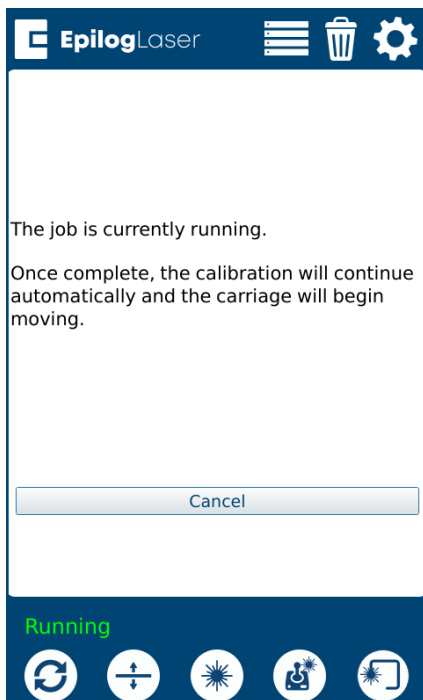 EpilogLaser
The job is currently running.
Once complete, the calibration will continue
automatically and the carriage will begin
moving.
Cancel
Running